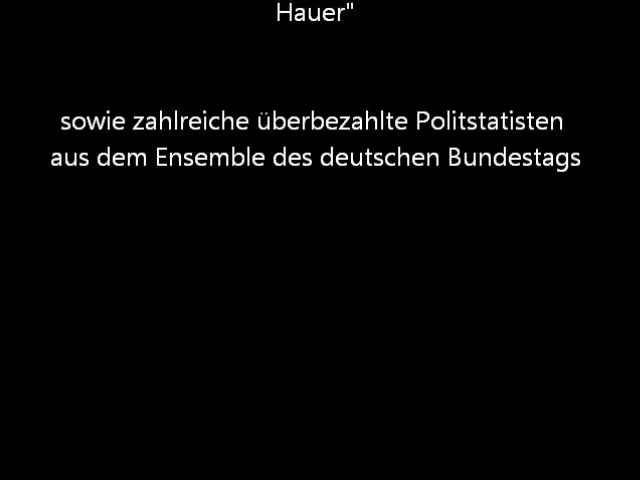 Hauer"
sowie zahlreiche überbezahlte Politstatisten
aus dem Ensemble des deutschen Bundestags